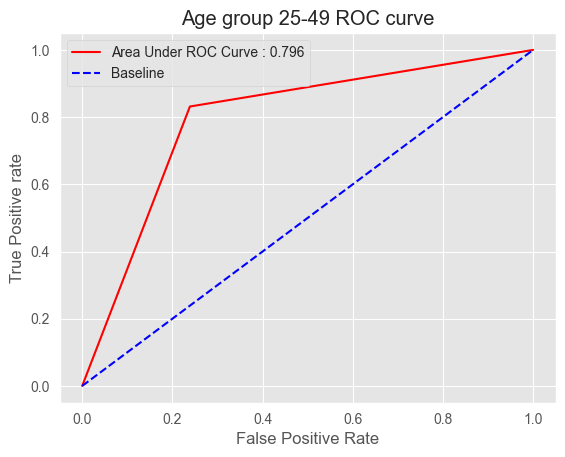 Age group 25-49 ROC curve
Area Under ROC Curve : 0.796
Baseline
True Positive rate
1.0
0.8
0.6
0.4
0.2
0.0
0.0 0.2 0.4 0.6 0.8 1.0
False Positive Rate